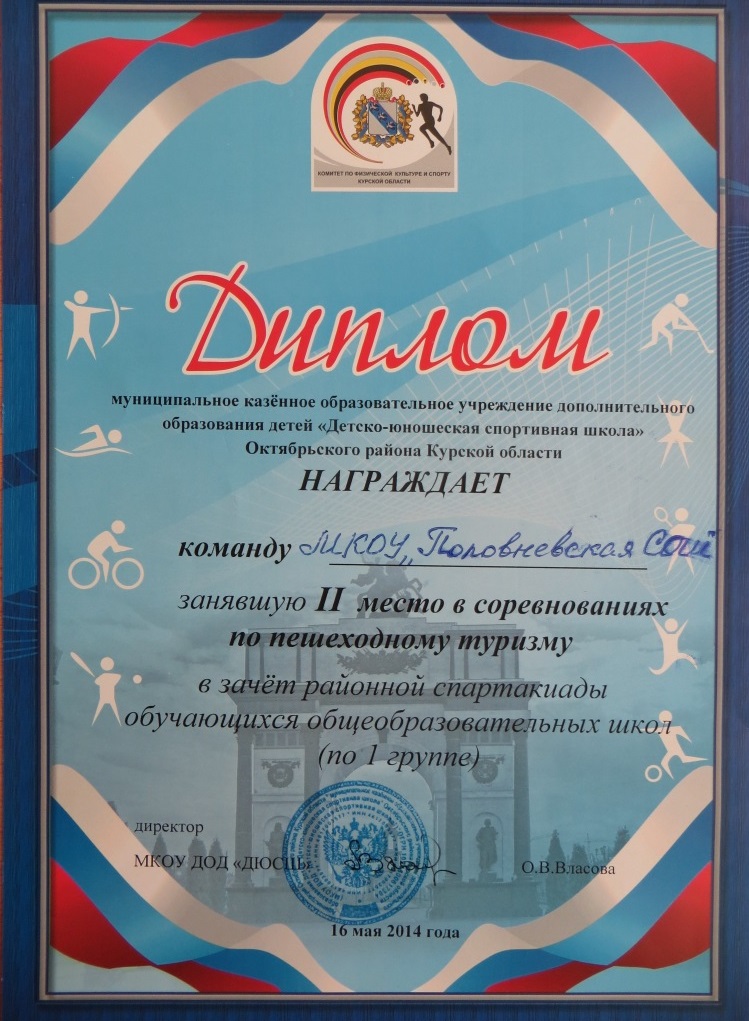 КОМИТЕТ ПО ФИЗИЧЕСКОЙ КУЛЬТУРЕ И СПОРТУ
КУРСКОЙ ОБЛАСТИ
Диплом
муниципальное казённое образовательное учреждение дополнительного
образования детей «Детско-юношеская спортивная школа»
Октябрьского района Курской области
НАГРАЖДАЕТ
команду МКОУ „Половневская СОШ"
занявшую II место в соревнованиях
по пешеходному туризму
в зачёт районной спартакиады
обучающихся общеобразовательных школ
(по 1 группе)
директор
МКОУ ДОД «ДЮСШ» О.В.Власова
16 мая 2014 года